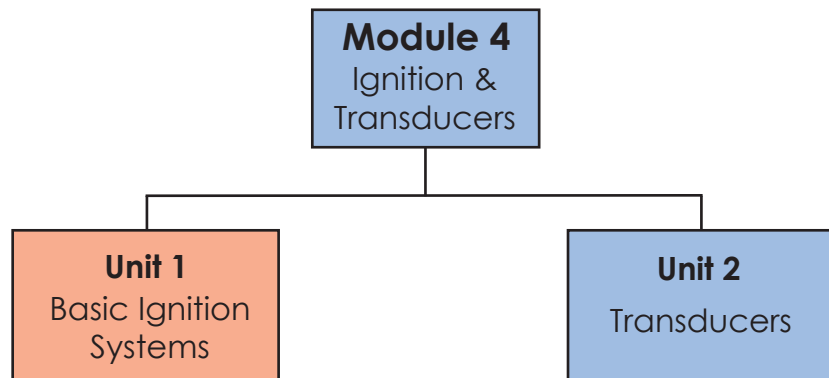 Module 4
Ignition &
Transducers
Unit 1
Basic Ignition
Systems
Unit 2
Transducers